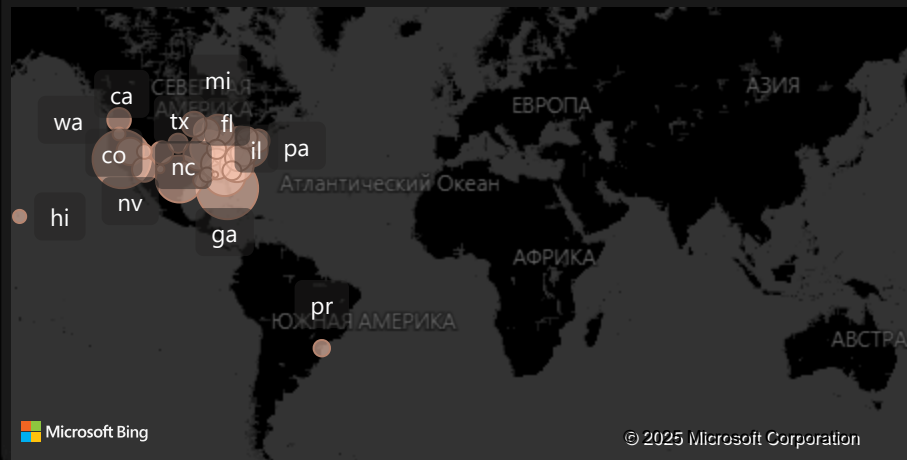 mi
ca
СЕВЕРНАЯ
АМЕРИКА
АЗИЯ
ЕВРОПА
wa
tx
fl
co
nc
il
pa
Атлантический Океан
nv
hi
ga
АФРИКА
pr
ЮЖНАЯ АМЕРИКА
АВСТРА
Microsoft Bing
© 2025 Microsoft Corporation